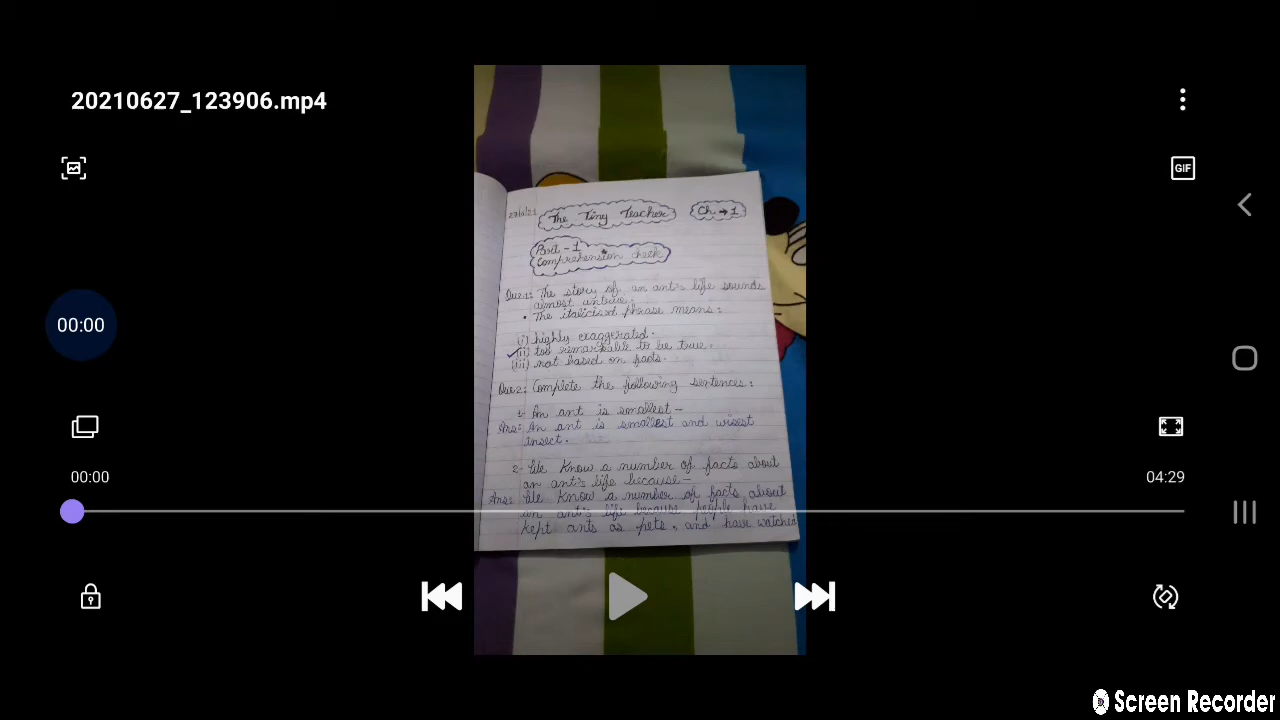 20210627_123906.mp4
GIF
The Tiny Teacher
Ch → 1
Part - 1
Comprehension check
Que1: The story of an ant's life sounds
almost untrue.
• The italicised phrase means:
(i) highly exaggerated.
✓(ii) too remarkable to be true.
(iii) not based on facts.
Que2: Complete the following sentences:
1- An ant is smallest -
Ans: An ant is smallest and wisest
insect.
2- We know a number of facts about
an ant's life because -
Ans: We know a number of facts about
an ant's life because people have
kept ants as pets, and have watched
00:00
00:00
04:29
Screen Recorder